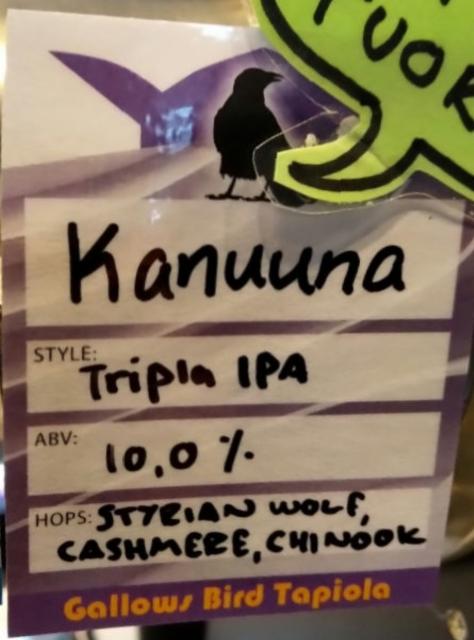 Kanuuna
STYLE: Tripla IPA
ABV: 10,0 %
HOPS: STYRIAN WOLF,
CASHMERE, CHINOOK
Gallows Bird Tapiola